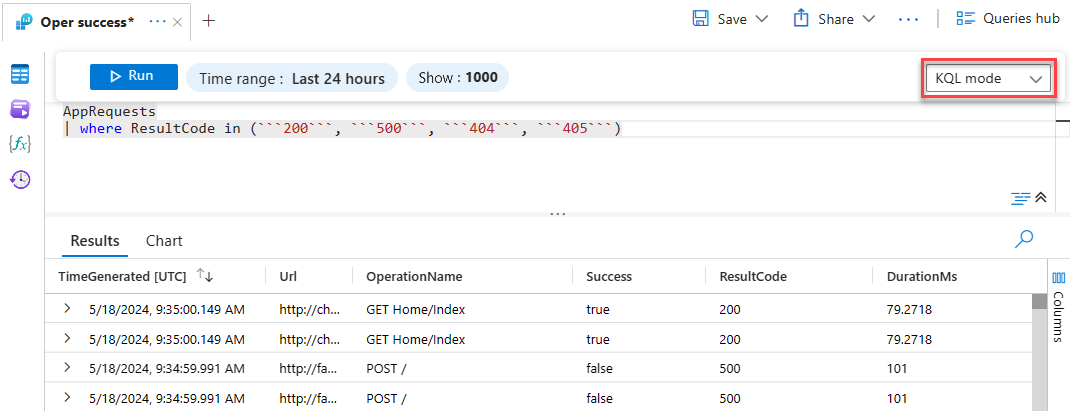 Oper success* ··· × +
Save Share ··· Queries hub
Run Time range : Last 24 hours Show : 1000 KQL mode
AppRequests
| where ResultCode in (```200```, ```500```, ```404```, ```405```)
Results Chart
TimeGenerated [UTC] ↑↓ Url OperationName Success ResultCode DurationMs
5/18/2024, 9:35:00.149 AM http://ch... GET Home/Index true 200 79.2718
5/18/2024, 9:35:00.149 AM http://ch... GET Home/Index true 200 79.2718
5/18/2024, 9:34:59.991 AM http://fa... POST / false 500 101
5/18/2024, 9:34:59.991 AM http://fa... POST / false 500 101
Columns